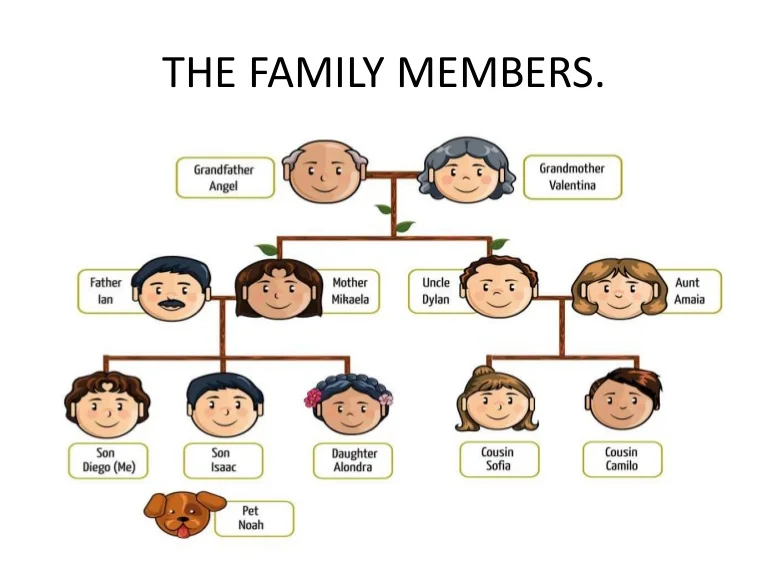 THE FAMILY MEMBERS.
Grandfather
Angel
Grandmother
Valentina
Father
Ian
Mother
Mikaela
Uncle
Dylan
Aunt
Amaia
Son
Diego (Me)
Son
Isaac
Daughter
Alondra
Cousin
Sofia
Cousin
Camilo
Pet
Noah